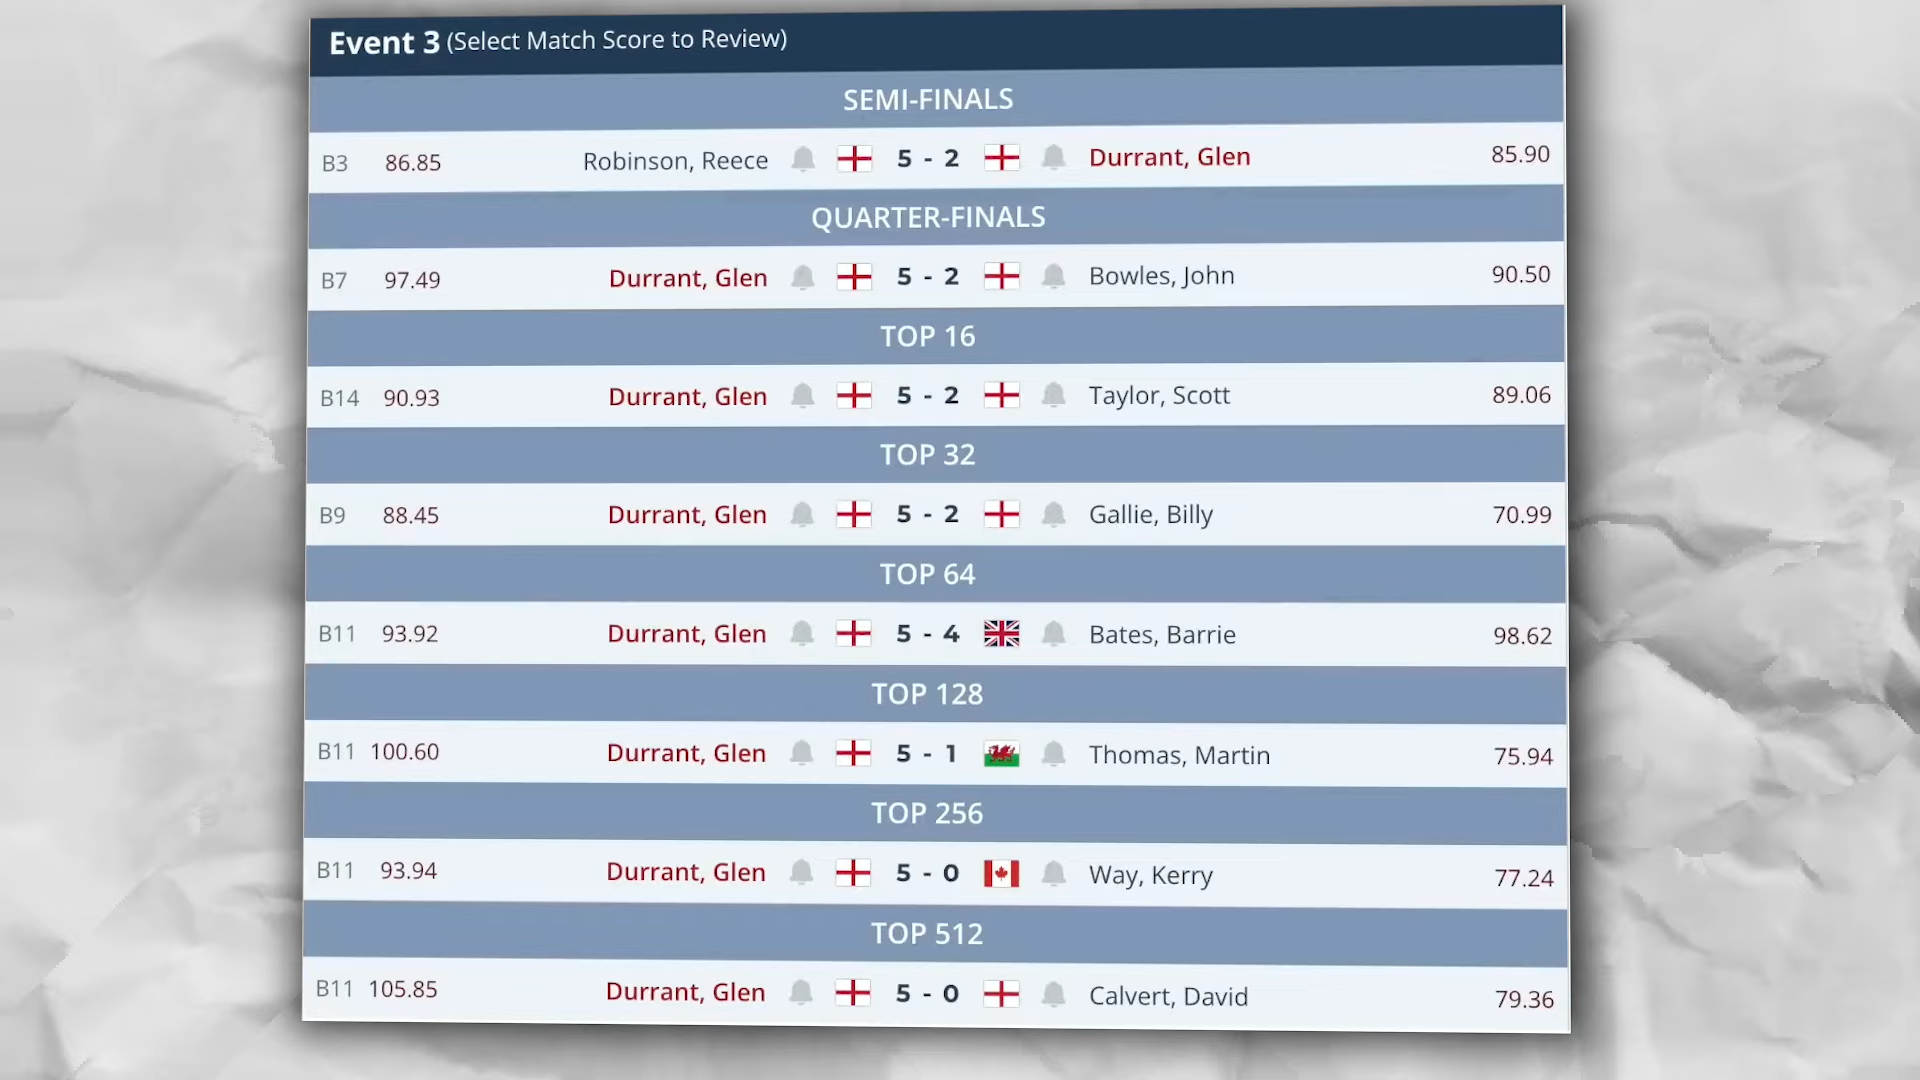 Event 3 (Select Match Score to Review)
SEMI-FINALS
B3 86.85 Robinson, Reece 5 - 2 Durrant, Glen 85.90
QUARTER-FINALS
B7 97.49 Durrant, Glen 5 - 2 Bowles, John 90.50
TOP 16
B14 90.93 Durrant, Glen 5 - 2 Taylor, Scott 89.06
TOP 32
B9 88.45 Durrant, Glen 5 - 2 Gallie, Billy 70.99
TOP 64
B11 93.92 Durrant, Glen 5 - 4 Bates, Barrie 98.62
TOP 128
B11 100.60 Durrant, Glen 5 - 1 Thomas, Martin 75.94
TOP 256
B11 93.94 Durrant, Glen 5 - 0 Way, Kerry 77.24
TOP 512
B11 105.85 Durrant, Glen 5 - 0 Calvert, David 79.36